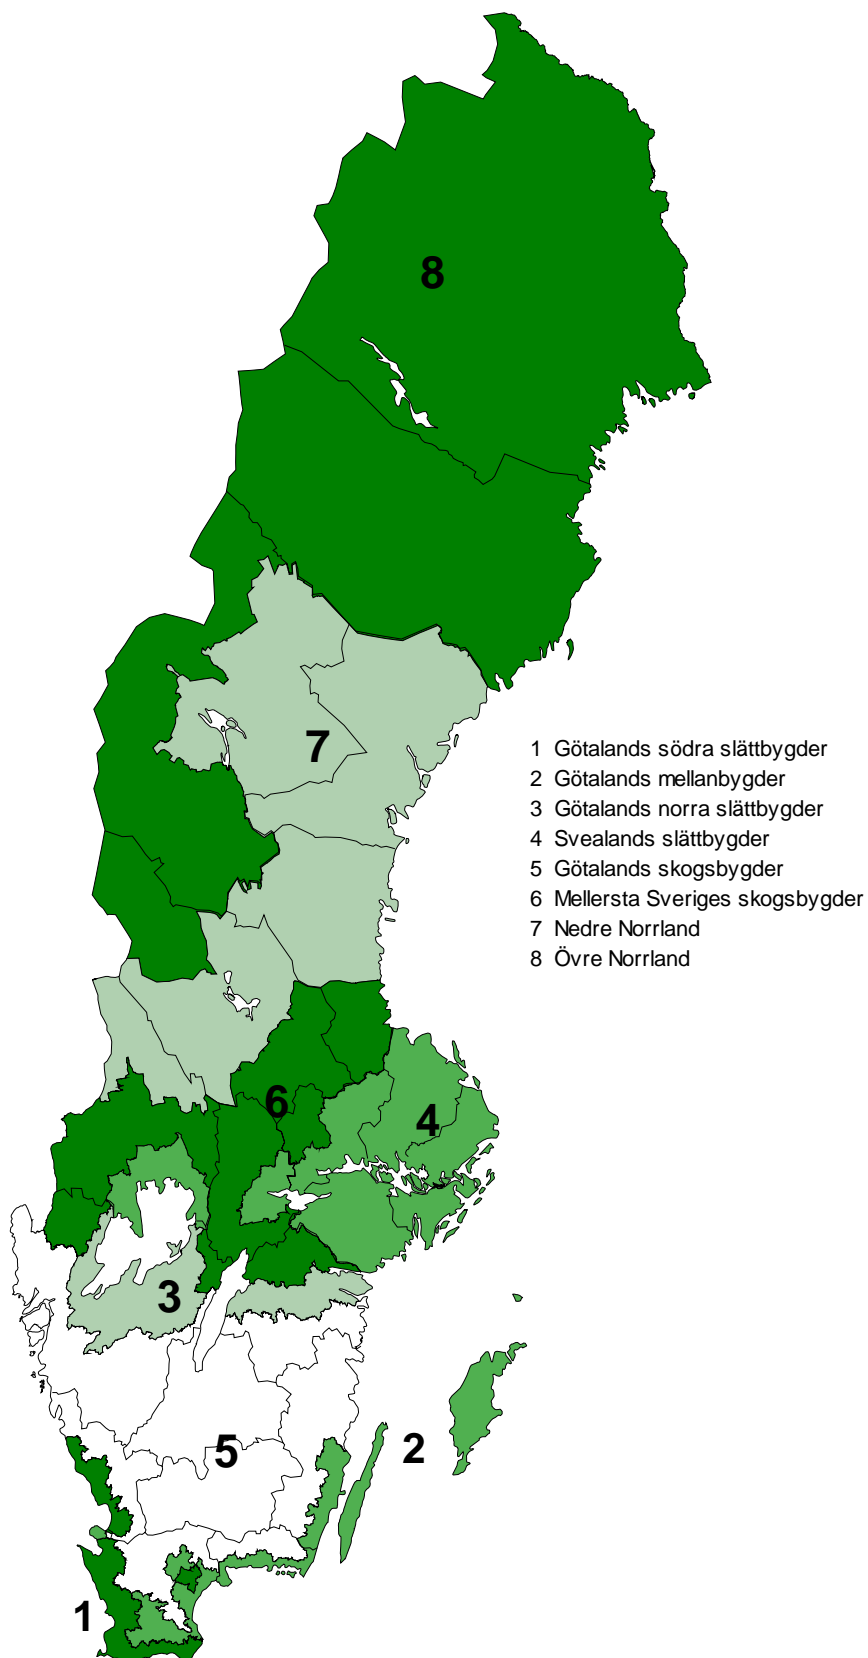 8
7
1 Götalands södra slättbygder
2 Götalands mellanbygder
3 Götalands norra slättbygder
4 Svealands slättbygder
5 Götalands skogsbygder
6 Mellersta Sveriges skogsbygder
7 Nedre Norrland
8 Övre Norrland
6
4
3
2
5
1